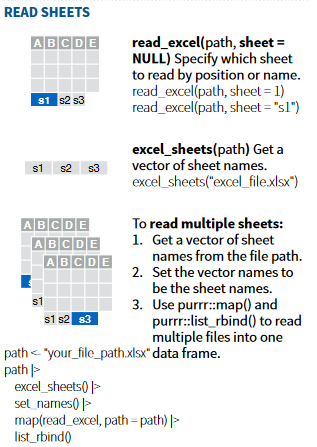 READ SHEETS
A B C D E
s1 s2 s3
read_excel(path, sheet =
NULL) Specify which sheet
to read by position or name.
read_excel(path, sheet = 1)
read_excel(path, sheet = "s1")
s1 s2 s3
excel_sheets(path) Get a
vector of sheet names.
excel_sheets("excel_file.xlsx")
A B C D E
A B C D E
A B C D E
s1
s1 s2 s3
To read multiple sheets:
1. Get a vector of sheet
names from the file path.
2. Set the vector names to
be the sheet names.
3. Use purrr::map() and
purrr::list_rbind() to read
multiple files into one
data frame.
path <- "your_file_path.xlsx"
path |>
excel_sheets() |>
set_names() |>
map(read_excel, path = path) |>
list_rbind()